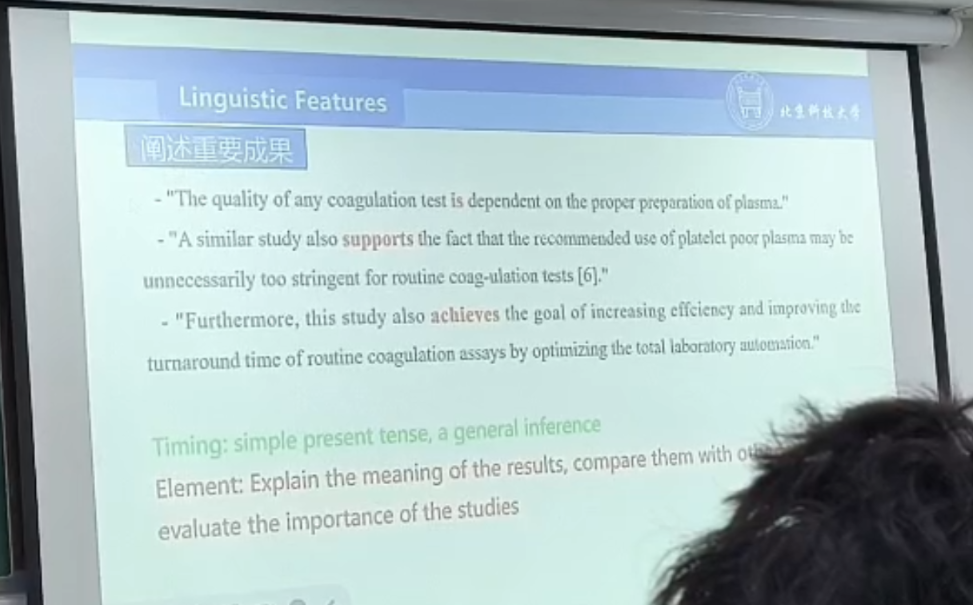 Linguistic Features
北京科技大学
阐述重要成果
- "The quality of any coagulation test is dependent on the proper preparation of plasma."
- "A similar study also supports the fact that the recommended use of platelet poor plasma may be
unnecessarily too stringent for routine coag-ulation tests [6]."
- "Furthermore, this study also achieves the goal of increasing effciency and improving the
turnaround time of routine coagulation assays by optimizing the total laboratory automation."
Timing: simple present tense, a general inference
Element: Explain the meaning of the results, compare them with
evaluate the importance of the studies